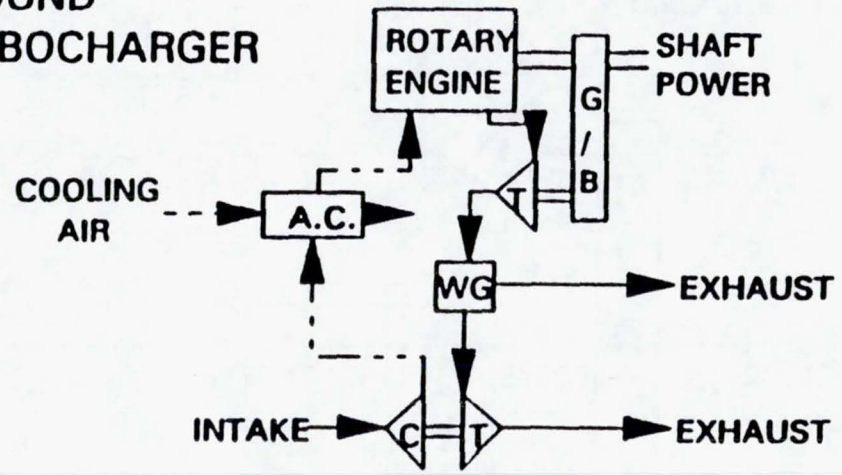 BOCHARGER
ROTARY
ENGINE
SHAFT
POWER
G
/
B
COOLING
AIR
A.C.
T
WG
EXHAUST
INTAKE
C
T
EXHAUST